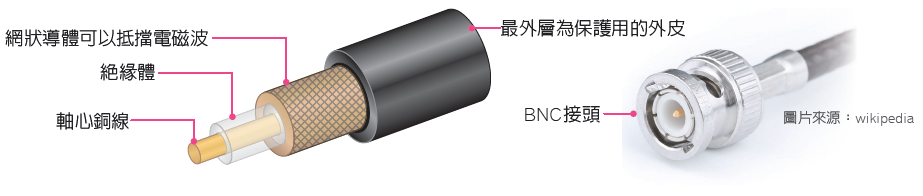 網狀導體可以抵擋電磁波
絕緣體
軸心銅線
最外層為保護用的外皮
BNC接頭
圖片來源：wikipedia